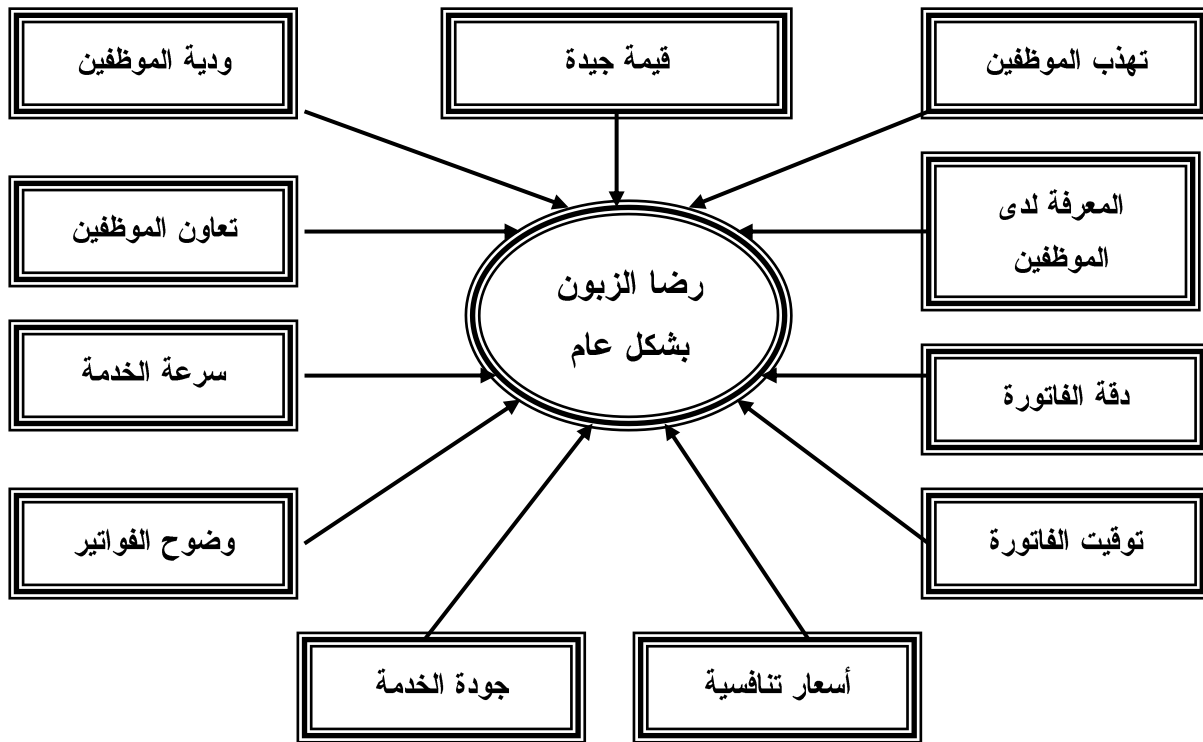 تهذب الموظفين
قيمة جيدة
ودية الموظفين
المعرفة لدى
الموظفين
تعاون الموظفين
رضا الزبون
بشكل عام
دقة الفاتورة
سرعة الخدمة
توقيت الفاتورة
وضوح الفواتير
أسعار تنافسية
جودة الخدمة